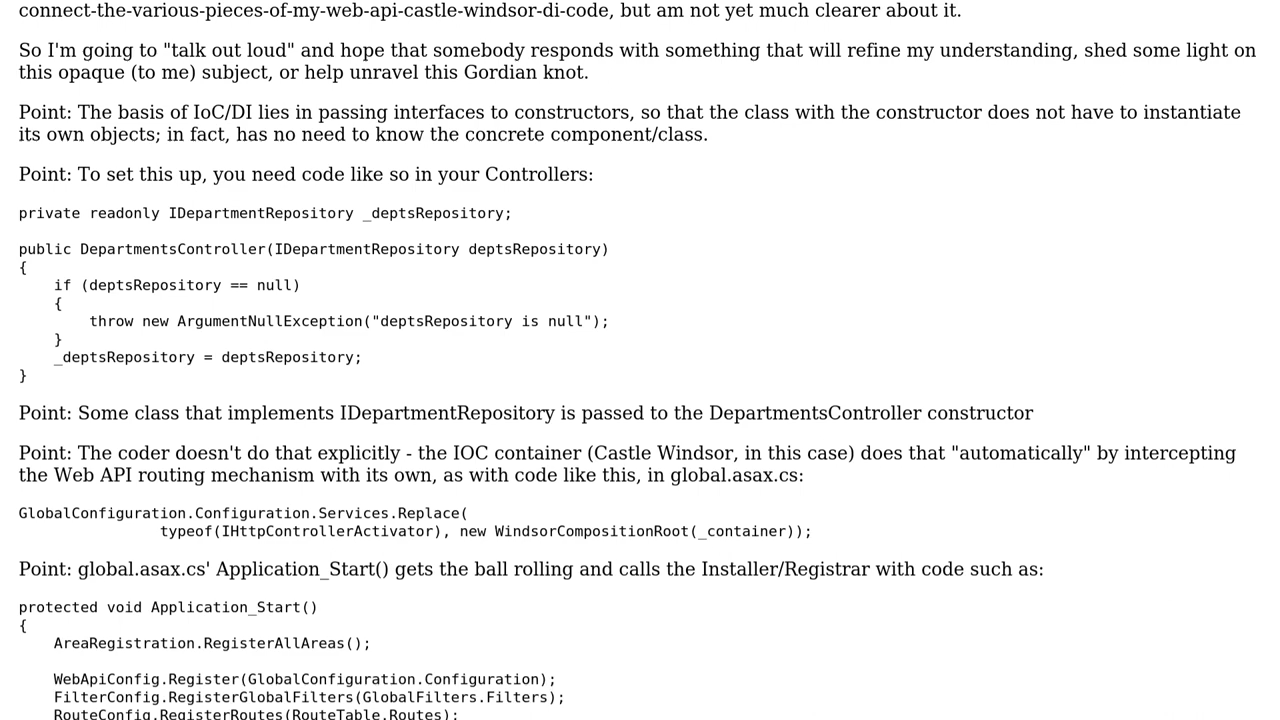 connect-the-various-pieces-of-my-web-api-castle-windsor-di-code, but am not yet much clearer about it.
So I'm going to "talk out loud" and hope that somebody responds with something that will refine my understanding, shed some light on
this opaque (to me) subject, or help unravel this Gordian knot.
Point: The basis of IoC/DI lies in passing interfaces to constructors, so that the class with the constructor does not have to instantiate
its own objects; in fact, has no need to know the concrete component/class.
Point: To set this up, you need code like so in your Controllers:
private readonly IDepartmentRepository _deptsRepository;
public DepartmentsController(IDepartmentRepository deptsRepository)
{
    if (deptsRepository == null)
    {
        throw new ArgumentNullException("deptsRepository is null");
    }
    _deptsRepository = deptsRepository;
}
Point: Some class that implements IDepartmentRepository is passed to the DepartmentsController constructor
Point: The coder doesn't do that explicitly - the IOC container (Castle Windsor, in this case) does that "automatically" by intercepting
the Web API routing mechanism with its own, as with code like this, in global.asax.cs:
GlobalConfiguration.Configuration.Services.Replace(
                typeof(IHttpControllerActivator), new WindsorCompositionRoot(_container));
Point: global.asax.cs' Application_Start() gets the ball rolling and calls the Installer/Registrar with code such as:
protected void Application_Start()
{
    AreaRegistration.RegisterAllAreas();
    WebApiConfig.Register(GlobalConfiguration.Configuration);
    FilterConfig.RegisterGlobalFilters(GlobalFilters.Filters);
    RouteConfig.RegisterRoutes(RouteTable.Routes);